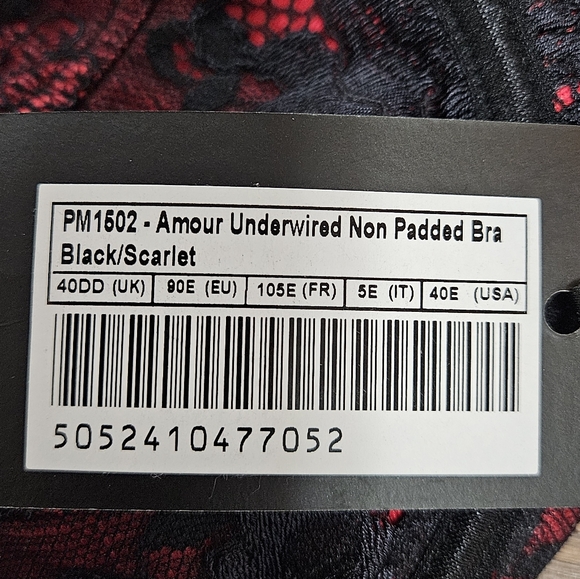 PM1502 - Amour Underwired Non Padded Bra
Black/Scarlet
40DD (UK) 90E (EU) 105E (FR) 5E (IT) 40E (USA)
5052410477052